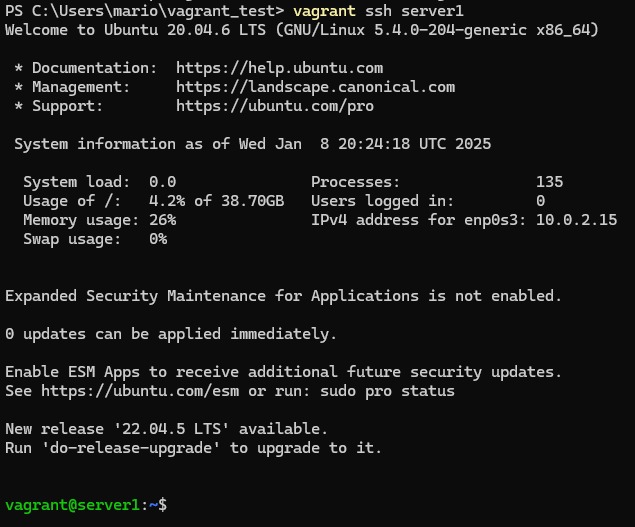 PS C:\Users\mario\vagrant_test> vagrant ssh server1
Welcome to Ubuntu 20.04.6 LTS (GNU/Linux 5.4.0-204-generic x86_64)
* Documentation: https://help.ubuntu.com
* Management: https://landscape.canonical.com
* Support: https://ubuntu.com/pro
System information as of Wed Jan 8 20:24:18 UTC 2025
System load: 0.0 Processes: 135
Usage of /: 4.2% of 38.70GB Users logged in: 0
Memory usage: 26% IPv4 address for enp0s3: 10.0.2.15
Swap usage: 0%
Expanded Security Maintenance for Applications is not enabled.
0 updates can be applied immediately.
Enable ESM Apps to receive additional future security updates.
See https://ubuntu.com/esm or run: sudo pro status
New release '22.04.5 LTS' available.
Run 'do-release-upgrade' to upgrade to it.
vagrant@server1:~$